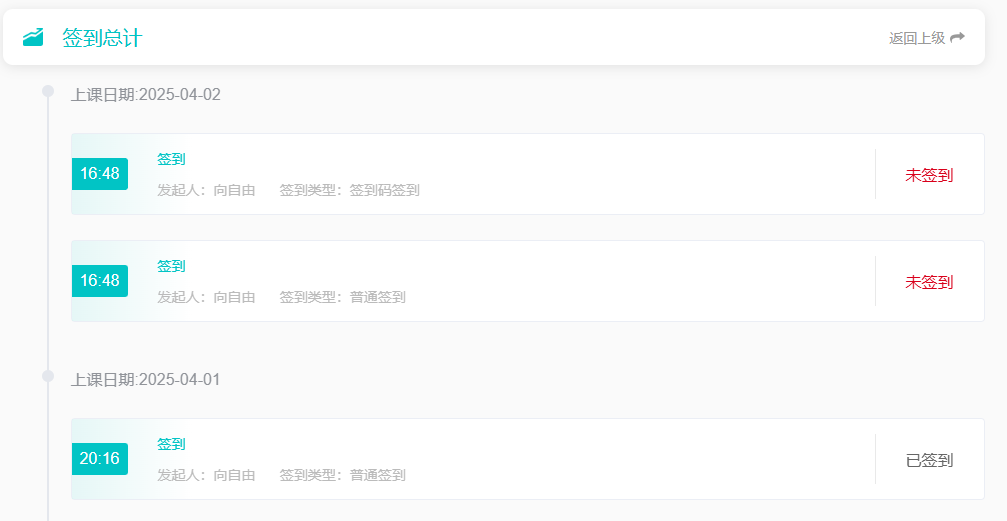 签到总计
返回上级
上课日期:2025-04-02
16:48
签到
发起人：向自由 签到类型：签到码签到
未签到
16:48
签到
发起人：向自由 签到类型：普通签到
未签到
上课日期:2025-04-01
20:16
签到
发起人：向自由 签到类型：普通签到
已签到